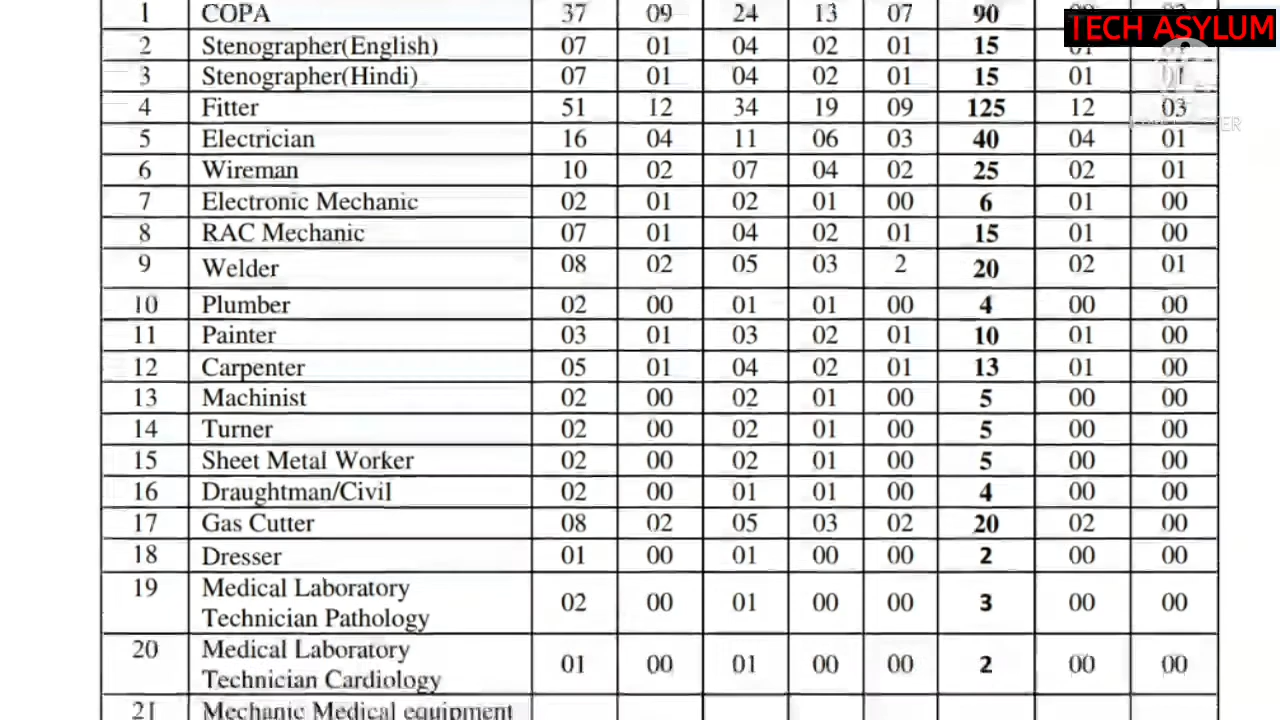 TECH ASYLUM
1 COPA 37 09 24 13 07 90
2 Stenographer(English) 07 01 04 02 01 15 01
3 Stenographer(Hindi) 07 01 04 02 01 15 01 01
4 Fitter 51 12 34 19 09 125 12 03
5 Electrician 16 04 11 06 03 40 04 01
6 Wireman 10 02 07 04 02 25 02 01
7 Electronic Mechanic 02 01 02 01 00 6 01 00
8 RAC Mechanic 07 01 04 02 01 15 01 00
9 Welder 08 02 05 03 2 20 02 01
10 Plumber 02 00 01 01 00 4 00 00
11 Painter 03 01 03 02 01 10 01 00
12 Carpenter 05 01 04 02 01 13 01 00
13 Machinist 02 00 02 01 00 5 00 00
14 Turner 02 00 02 01 00 5 00 00
15 Sheet Metal Worker 02 00 02 01 00 5 00 00
16 Draughtman/Civil 02 00 01 01 00 4 00 00
17 Gas Cutter 08 02 05 03 02 20 02 00
18 Dresser 01 00 01 00 00 2 00 00
19 Medical Laboratory
Technician Pathology 02 00 01 00 00 3 00 00
20 Medical Laboratory
Technician Cardiology 01 00 01 00 00 2 00 00
21 Mechanic Medical equipment